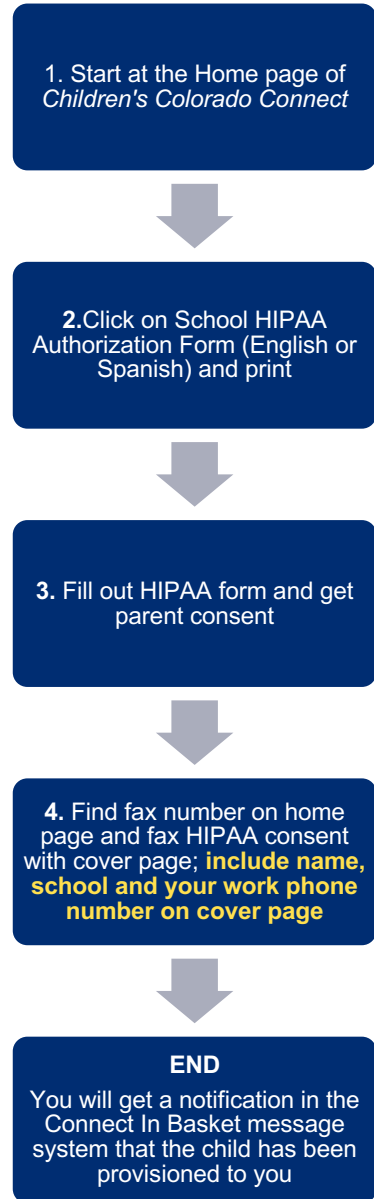 1. Start at the Home page of
Children's Colorado Connect
2.Click on School HIPAA
Authorization Form (English or
Spanish) and print
3. Fill out HIPAA form and get
parent consent
4. Find fax number on home
page and fax HIPAA consent
with cover page; include name,
school and your work phone
number on cover page
END
You will get a notification in the
Connect In Basket message
system that the child has been
provisioned to you